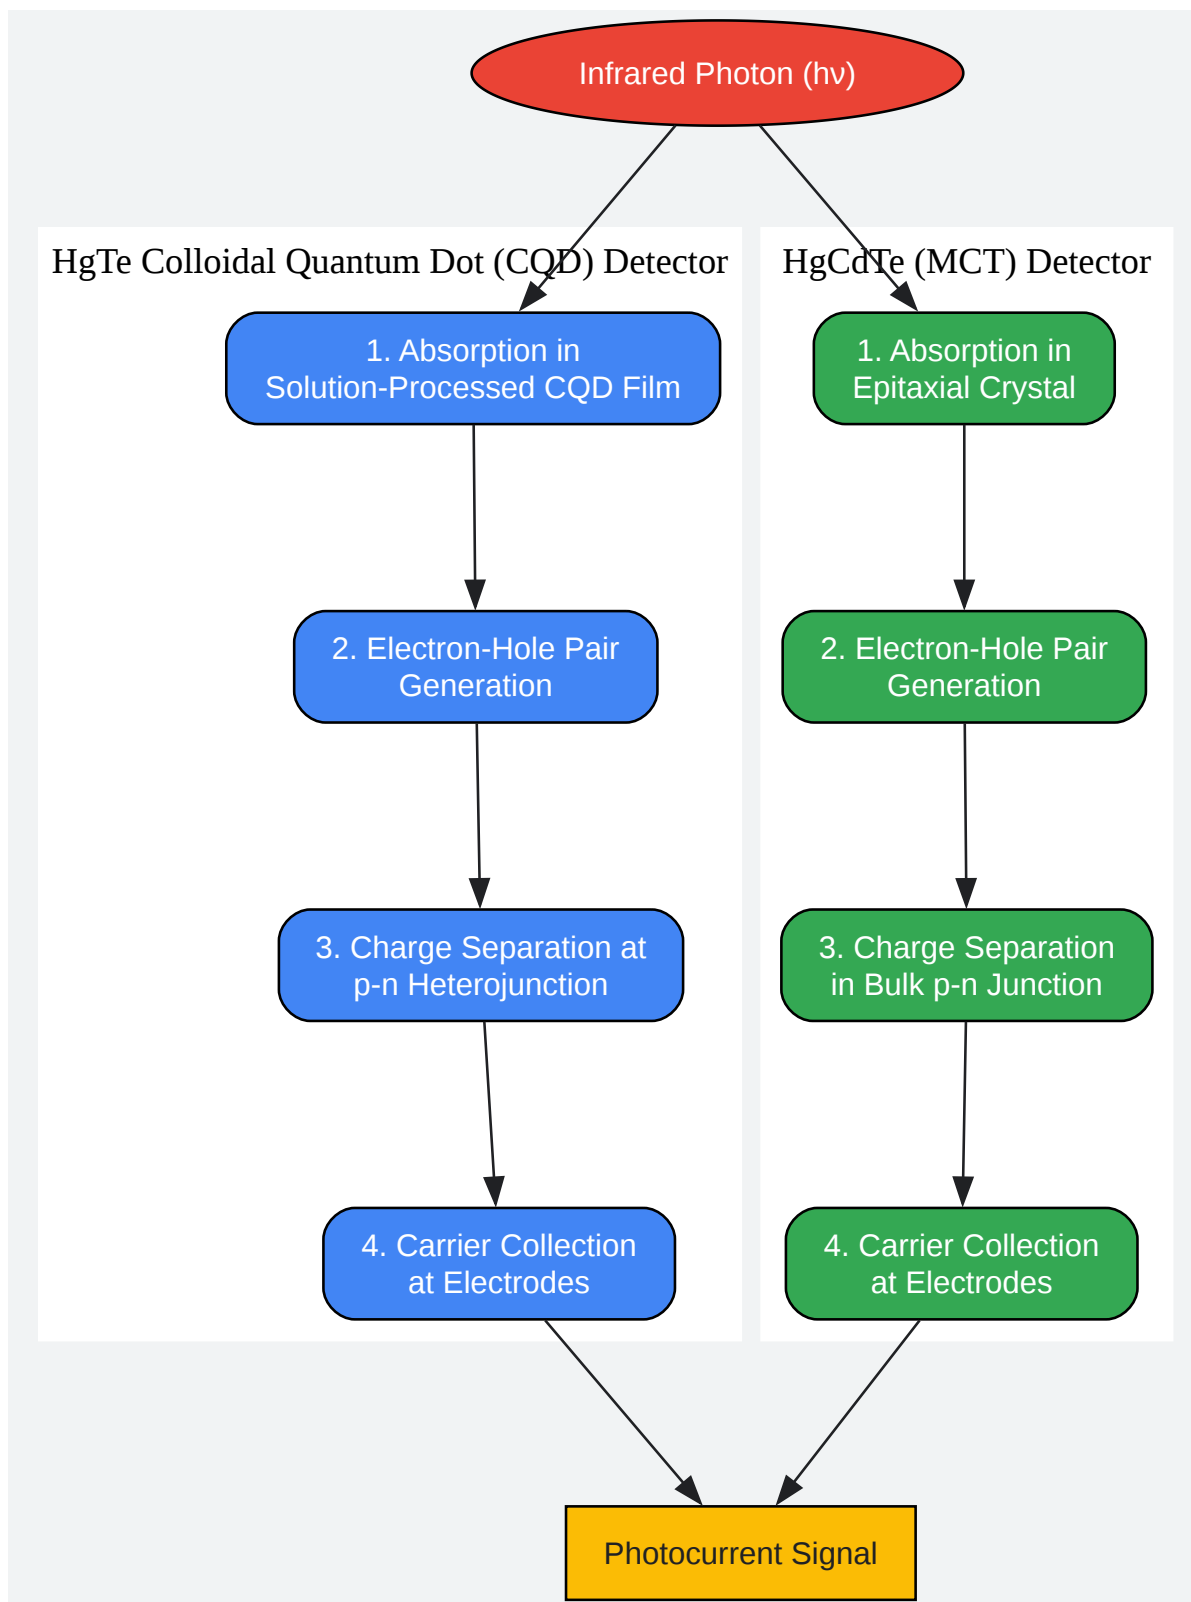 Infrared Photon (hν)
HgTe Colloidal Quantum Dot (CQD) Detector
1. Absorption in
Solution-Processed CQD Film
2. Electron-Hole Pair
Generation
3. Charge Separation at
p-n Heterojunction
4. Carrier Collection
at Electrodes
HgCdTe (MCT) Detector
1. Absorption in
Epitaxial Crystal
2. Electron-Hole Pair
Generation
3. Charge Separation
in Bulk p-n Junction
4. Carrier Collection
at Electrodes
Photocurrent Signal